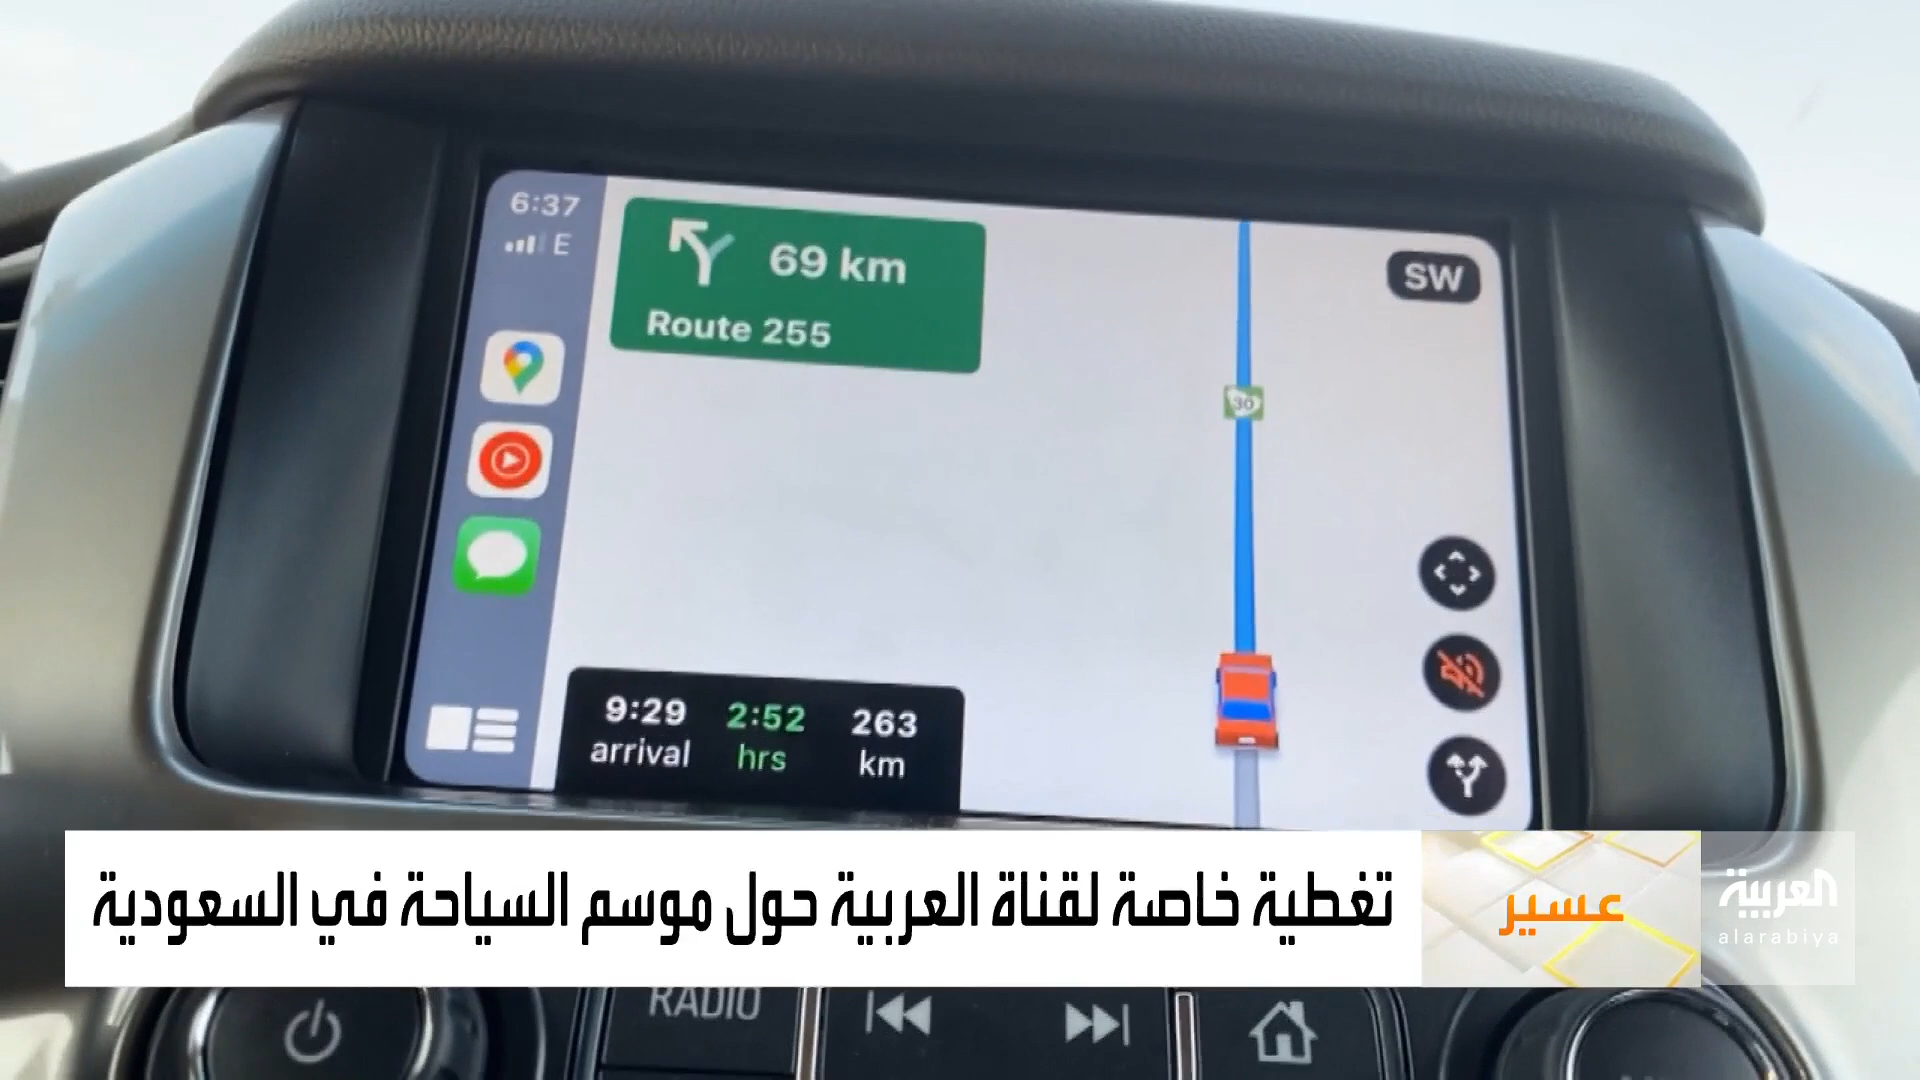 6:37
E
69 km
Route 255
SW
30
9:29 2:52 263
arrival hrs km
تغطية خاصة لقناة العربية حول موسم السياحة في السعودية
عسير
العربية
alarabiya
RADIO